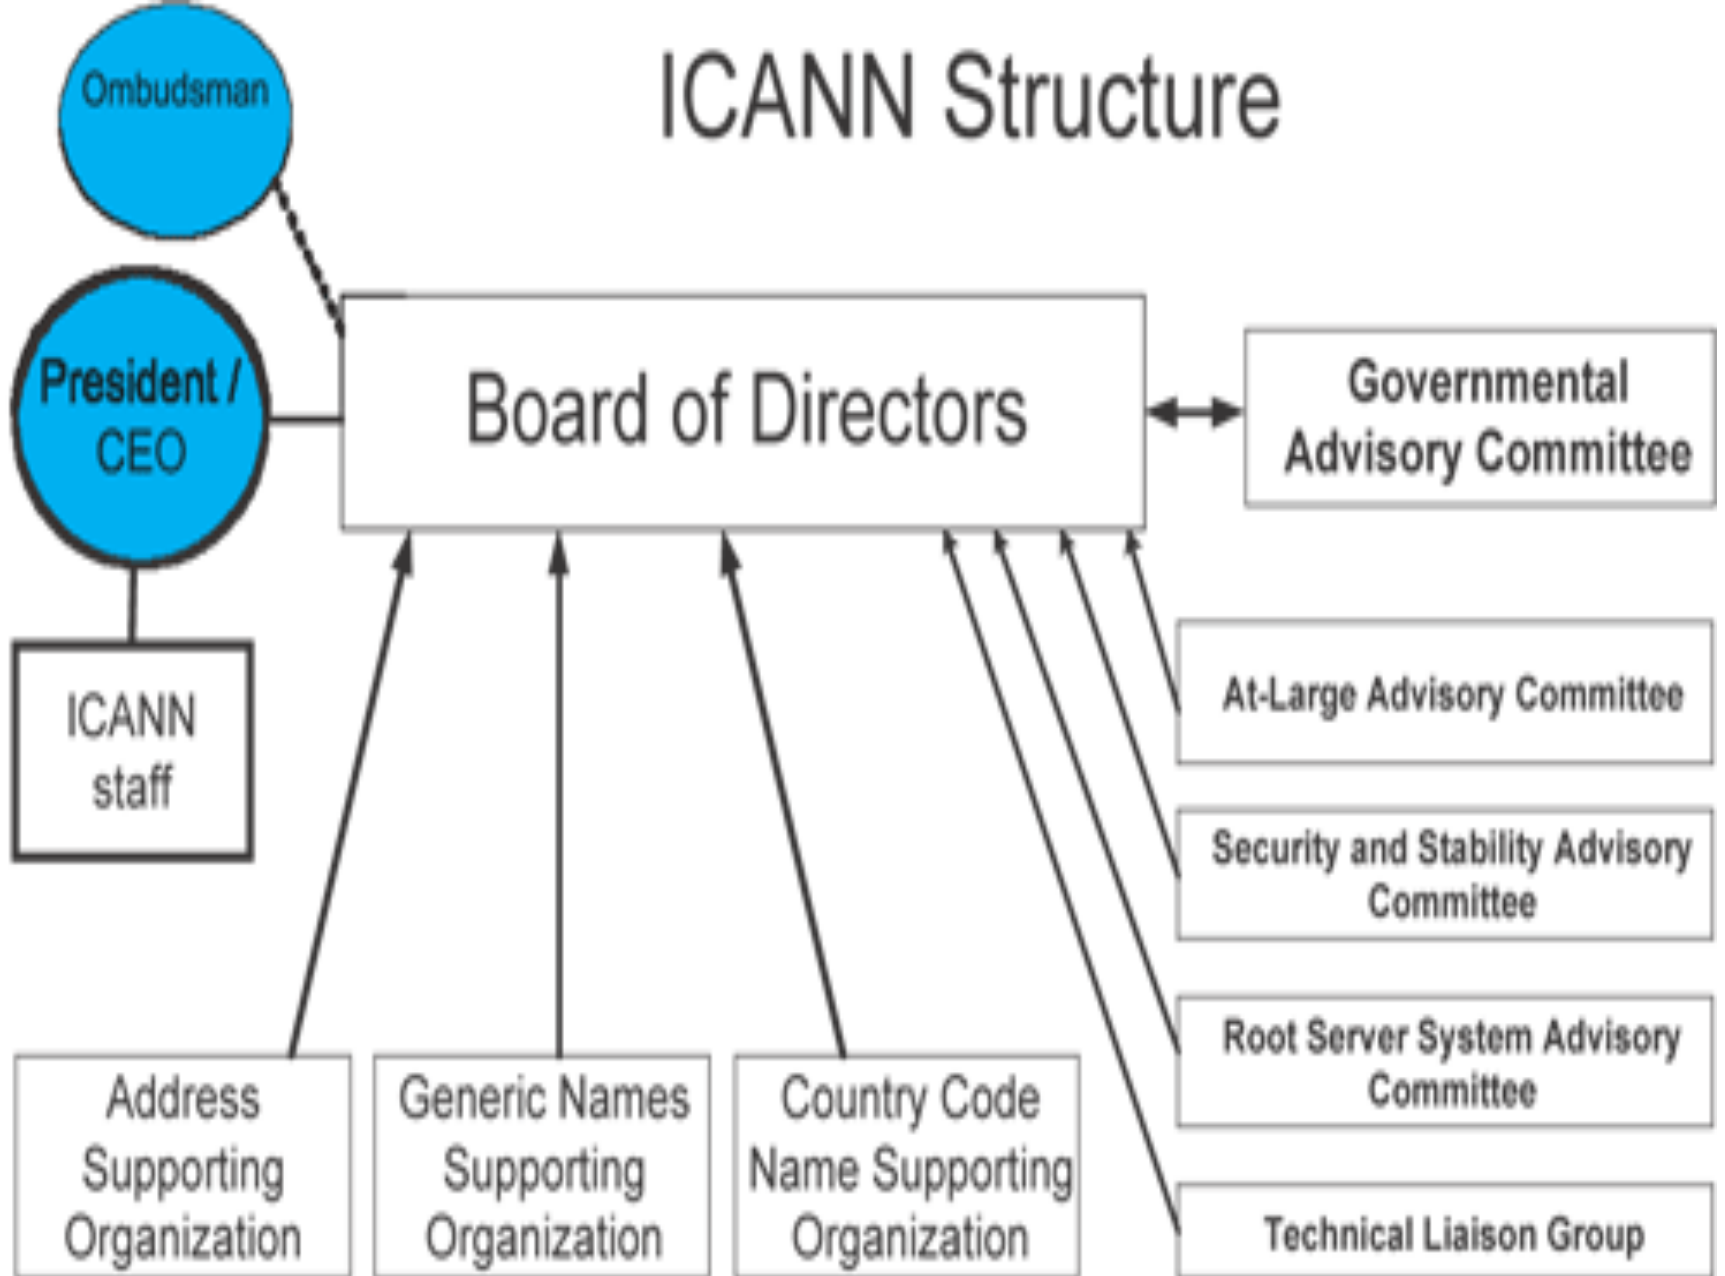 Ombudsman
ICANN Structure
President /
CEO
Board of Directors
Governmental
Advisory Committee
ICANN
staff
At-Large Advisory Committee
Security and Stability Advisory
Committee
Root Server System Advisory
Committee
Technical Liaison Group
Address
Supporting
Organization
Generic Names
Supporting
Organization
Country Code
Name Supporting
Organization